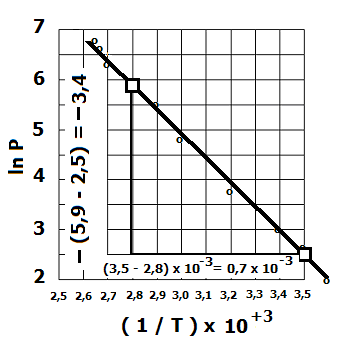 7
6
5
4
3
2
ln P
− (5,9 - 2,5) = −3,4
(3,5 - 2,8) x 10⁻³ = 0,7 x 10⁻³
2,5 2,6 2,7 2,8 2,9 3,0 3,1 3,2 3,3 3,4 3,5
( 1 / T ) x 10⁺³